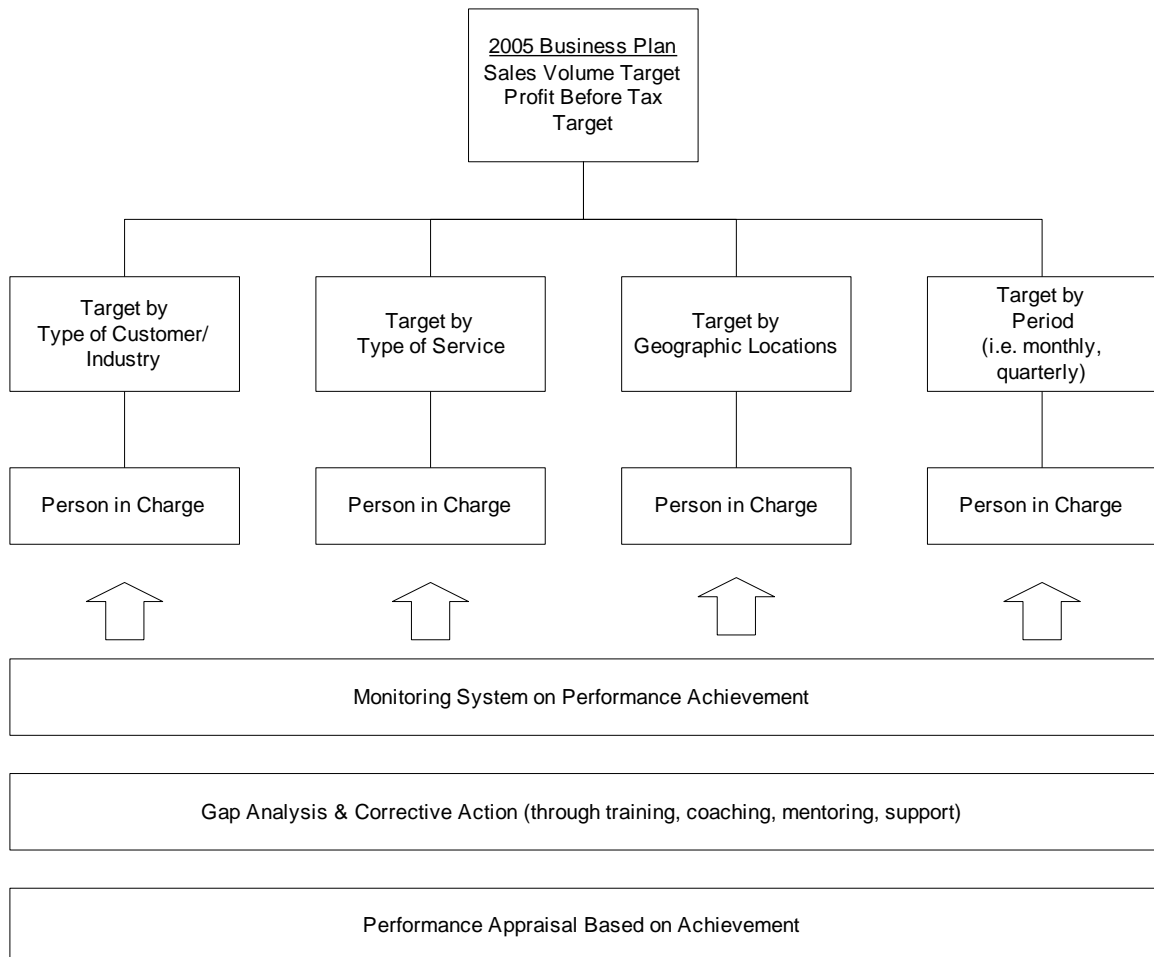 2005 Business Plan
Sales Volume Target
Profit Before Tax
Target
Target by
Type of Customer/
Industry
Target by
Type of Service
Target by
Geographic Locations
Target by
Period
(i.e. monthly,
quarterly)
Person in Charge
Person in Charge
Person in Charge
Person in Charge
Monitoring System on Performance Achievement
Gap Analysis & Corrective Action (through training, coaching, mentoring, support)
Performance Appraisal Based on Achievement